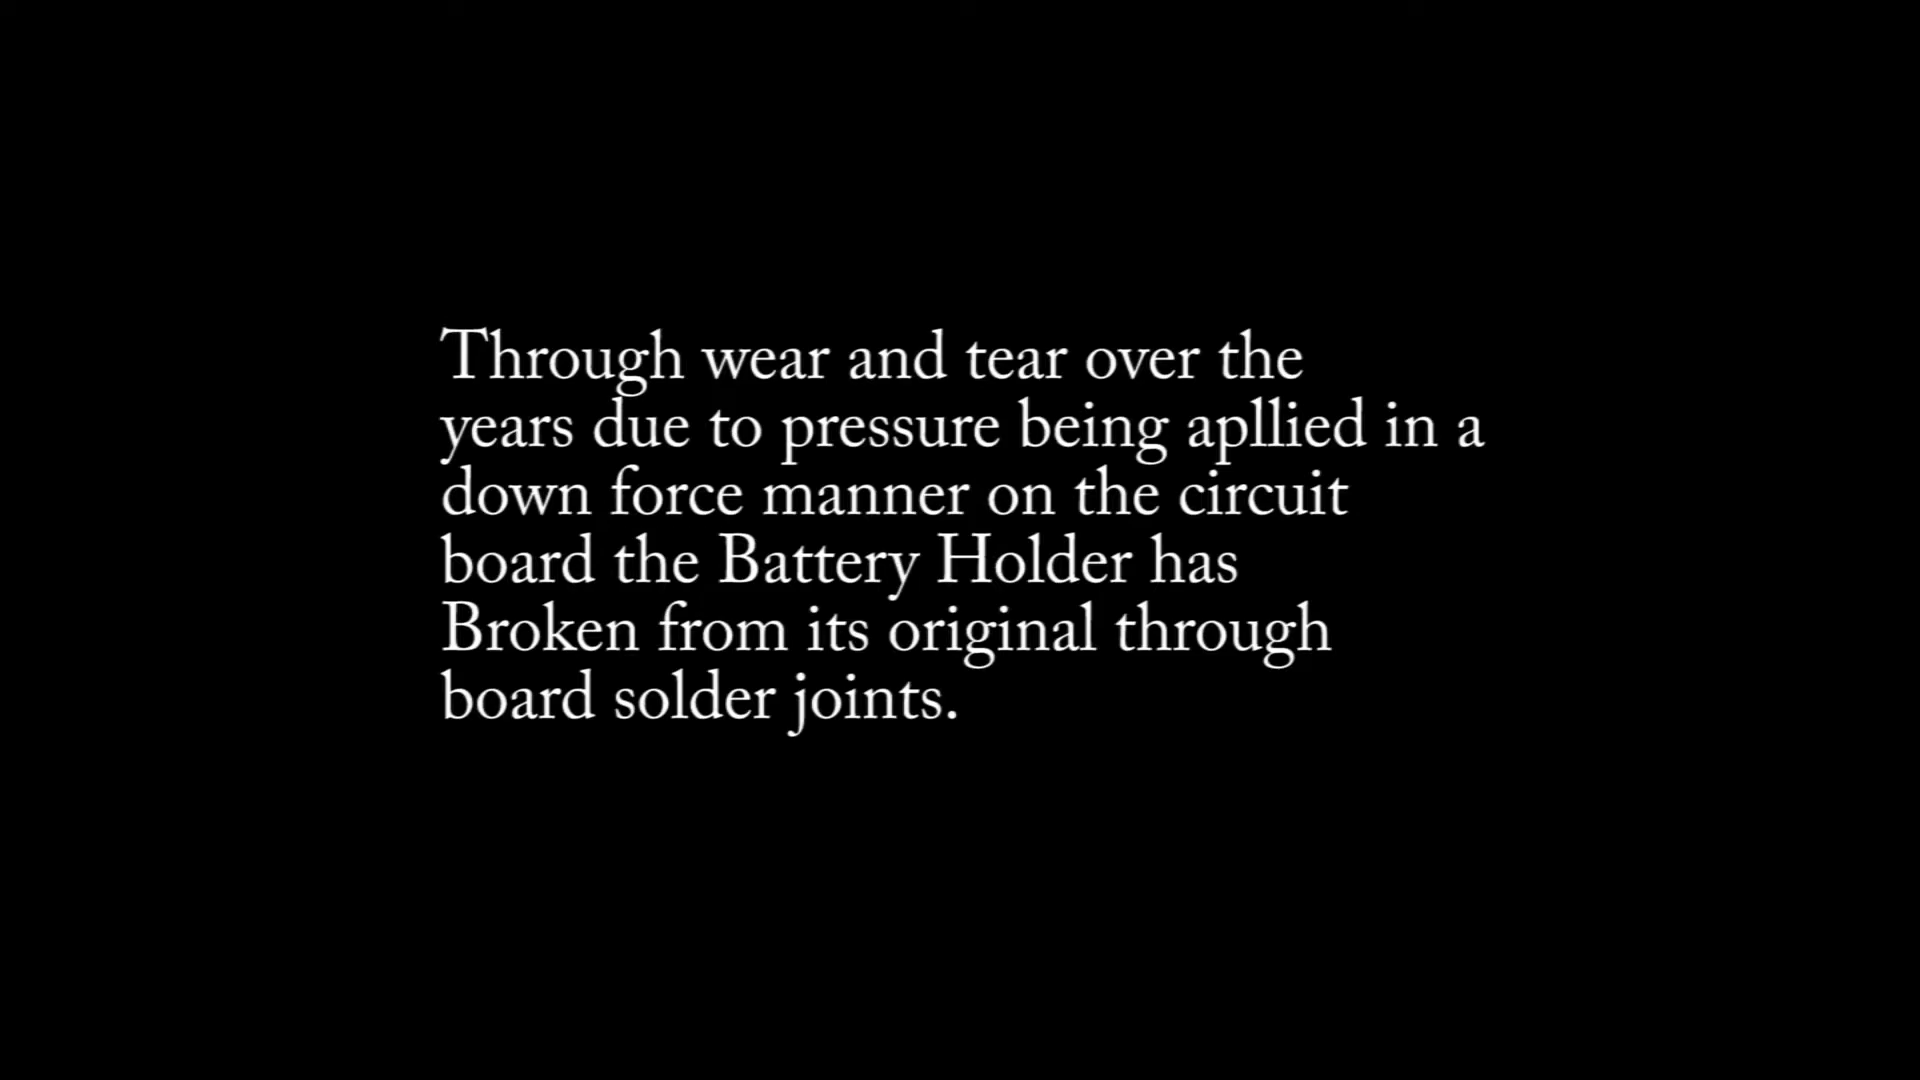 Through wear and tear over the
years due to pressure being apllied in a
down force manner on the circuit
board the Battery Holder has
Broken from its original through
board solder joints.